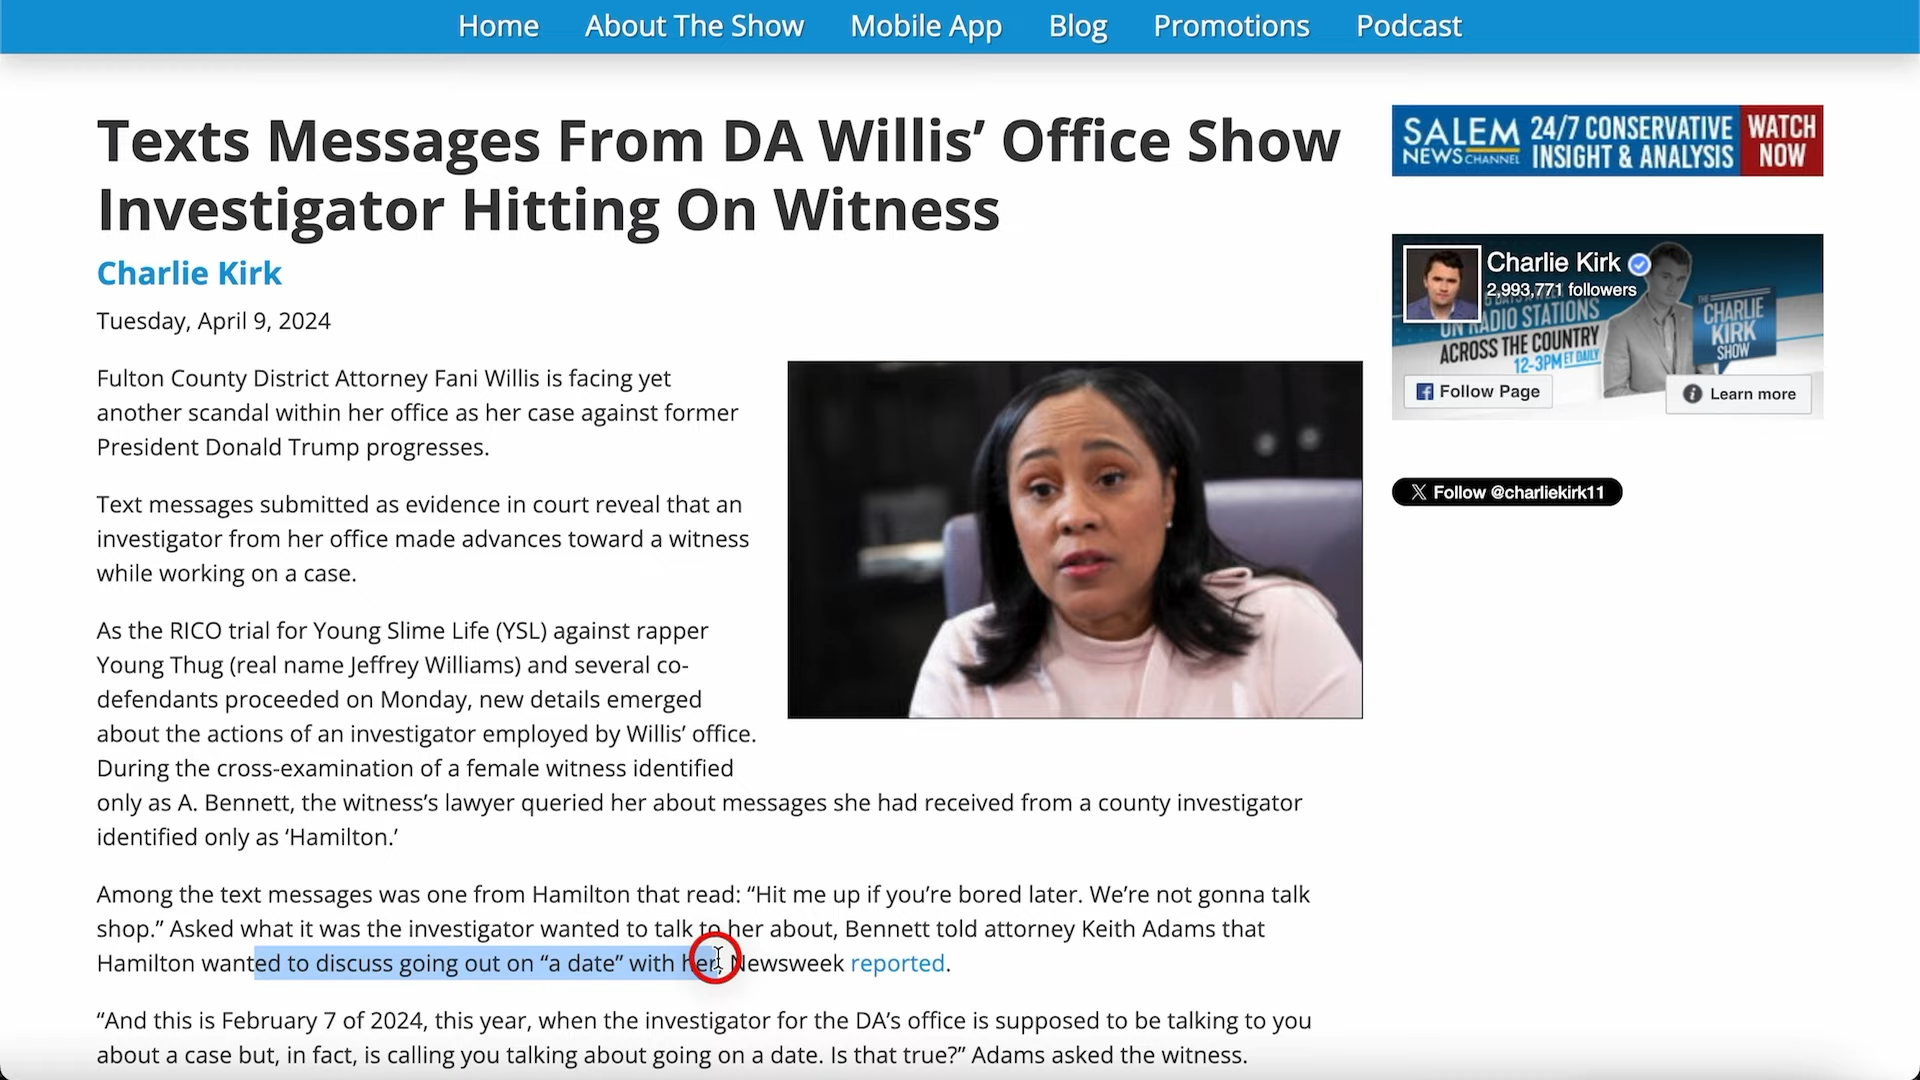 Home About The Show Mobile App Blog Promotions Podcast
Texts Messages From DA Willis’ Office Show
Investigator Hitting On Witness
Charlie Kirk
Tuesday, April 9, 2024
Fulton County District Attorney Fani Willis is facing yet
another scandal within her office as her case against former
President Donald Trump progresses.
Text messages submitted as evidence in court reveal that an
investigator from her office made advances toward a witness
while working on a case.
As the RICO trial for Young Slime Life (YSL) against rapper
Young Thug (real name Jeffrey Williams) and several co-
defendants proceeded on Monday, new details emerged
about the actions of an investigator employed by Willis’ office.
During the cross-examination of a female witness identified
only as A. Bennett, the witness’s lawyer queried her about messages she had received from a county investigator
identified only as ‘Hamilton.’
Among the text messages was one from Hamilton that read: “Hit me up if you’re bored later. We’re not gonna talk
shop.” Asked what it was the investigator wanted to talk to her about, Bennett told attorney Keith Adams that
Hamilton wanted to discuss going out on “a date” with her, Newsweek reported.
“And this is February 7 of 2024, this year, when the investigator for the DA’s office is supposed to be talking to you
about a case but, in fact, is calling you talking about going on a date. Is that true?” Adams asked the witness.
SALEM NEWS CHANNEL
24/7 CONSERVATIVE
INSIGHT & ANALYSIS
WATCH
NOW
Charlie Kirk
2,993,771 followers
ON RADIO STATIONS
ACROSS THE COUNTRY
12-3PM ET DAILY
THE
CHARLIE
KIRK
SHOW
Follow Page
Learn more
Follow @charliekirk11